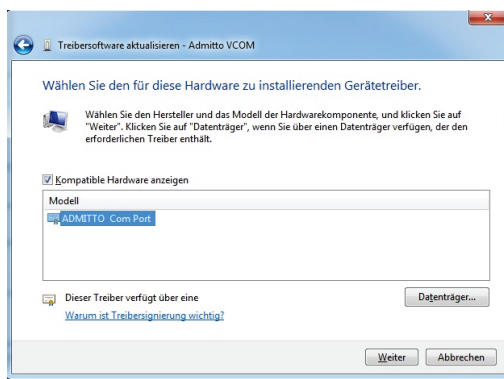 Treibersoftware aktualisieren - Admitto VCOM
Wählen Sie den für diese Hardware zu installierenden Gerätetreiber.
Wählen Sie den Hersteller und das Modell der Hardwarekomponente, und klicken Sie auf
"Weiter". Klicken Sie auf "Datenträger", wenn Sie über einen Datenträger verfügen, der den
erforderlichen Treiber enthält.
Kompatible Hardware anzeigen
Modell
ADMITTO Com Port
Dieser Treiber verfügt über eine
Datenträger...
Warum ist Treibersignierung wichtig?
Weiter Abbrechen